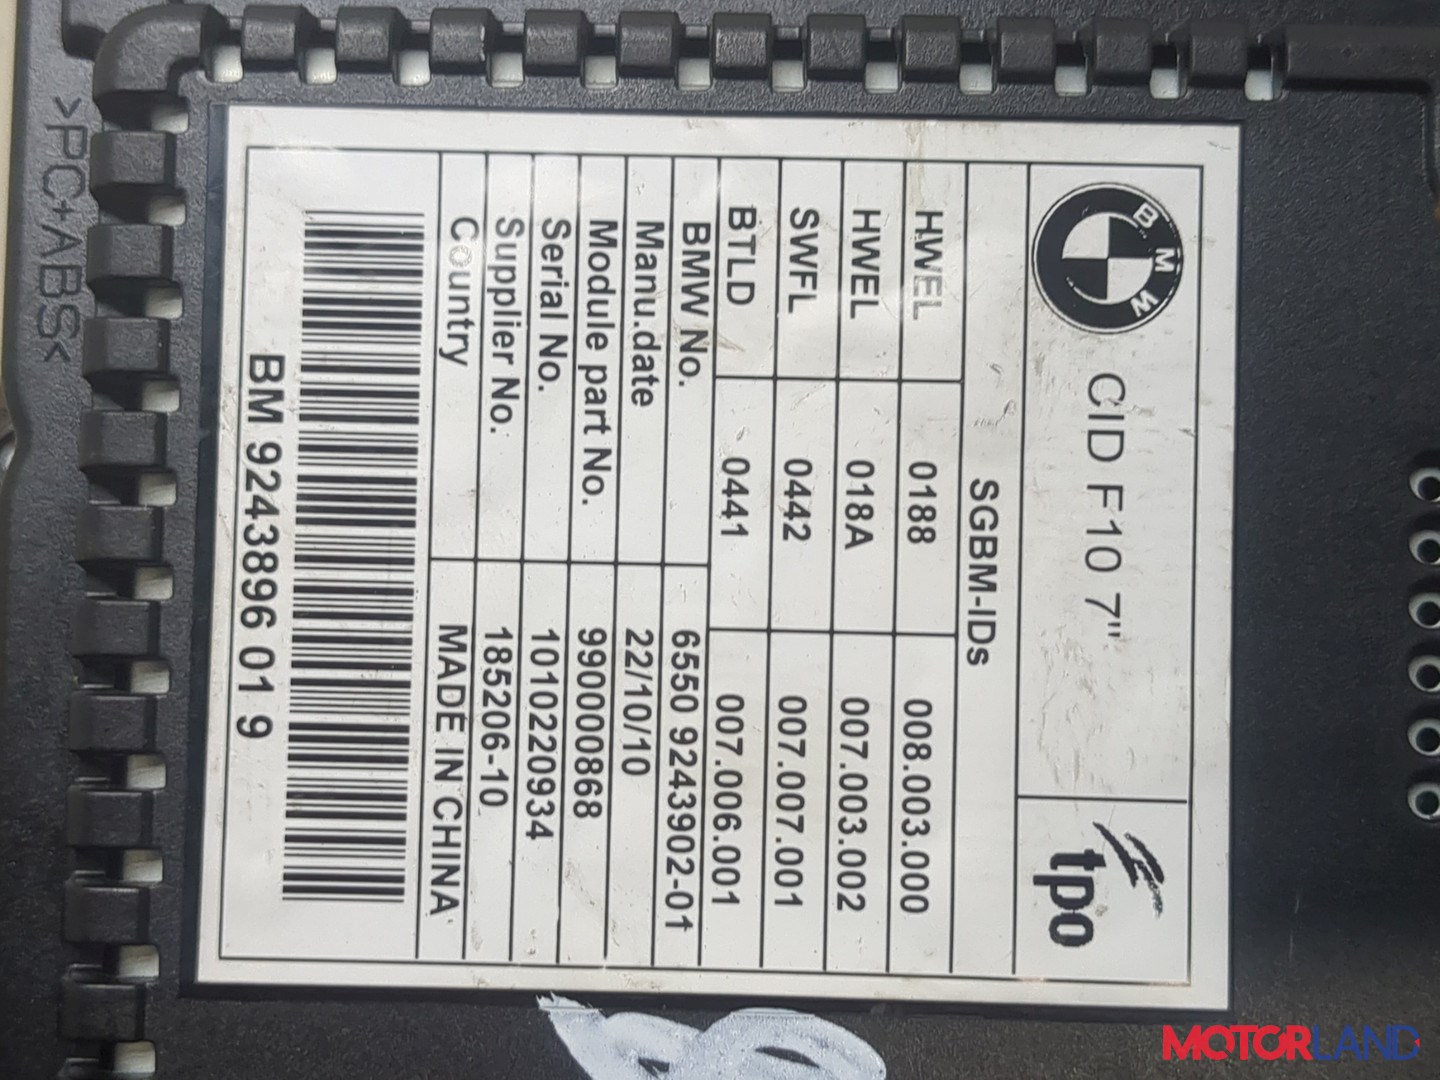 >PC+ABS<
BMW
CID F10 7"
tpo
SGBM-IDs
HWEL 0188 008.003.000
HWEL 018A 007.003.002
SWFL 0442 007.007.001
BTLD 0441 007.006.001
BMW No. 6550 9243902-01
Manu.date 22/10/10
Module part No. 990000868
Serial No. 1010220934
Supplier No. 185206-10
Country MADE IN CHINA
BM 9243896 01 9
MOTORLAND